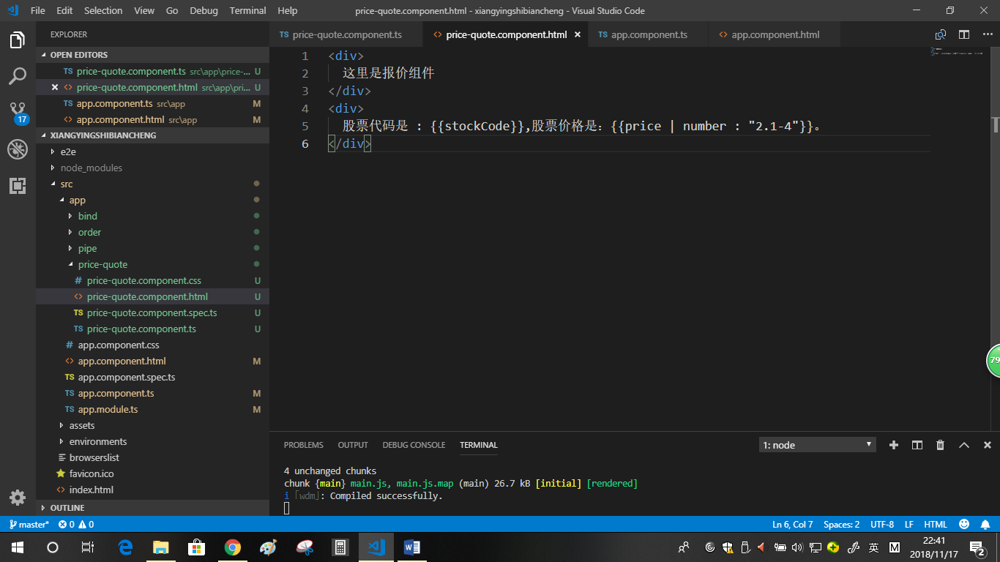 File Edit Selection View Go Debug Terminal Help
price-quote.component.html - xiangyingshibiancheng - Visual Studio Code
EXPLORER
OPEN EDITORS
TS price-quote.component.ts src\app\price-... U
<> price-quote.component.html src\app\pri... U
TS app.component.ts src\app M
<> app.component.html src\app M
17
XIANGYINGSHIBIANCHENG
e2e
node_modules
src
app
bind
order
pipe
price-quote
# price-quote.component.css U
<> price-quote.component.html U
TS price-quote.component.spec.ts U
TS price-quote.component.ts U
# app.component.css
<> app.component.html M
TS app.component.spec.ts
TS app.component.ts M
TS app.module.ts M
assets
environments
browserslist
favicon.ico
<> index.html
OUTLINE
TS price-quote.component.ts <> price-quote.component.html TS app.component.ts <> app.component.html
1 <div>
2 这里是报价组件
3 </div>
4 <div>
5 股票代码是 : {{stockCode}},股票价格是：{{price | number : "2.1-4"}}。
6 </div>
79
PROBLEMS OUTPUT DEBUG CONSOLE TERMINAL 1: node
4 unchanged chunks
chunk {main} main.js, main.js.map (main) 26.7 kB [initial] [rendered]
i ｢wdm｣: Compiled successfully.
master* 0 0 Ln 6, Col 7 Spaces: 2 UTF-8 LF HTML
英 M 22:41
2018/11/17
2